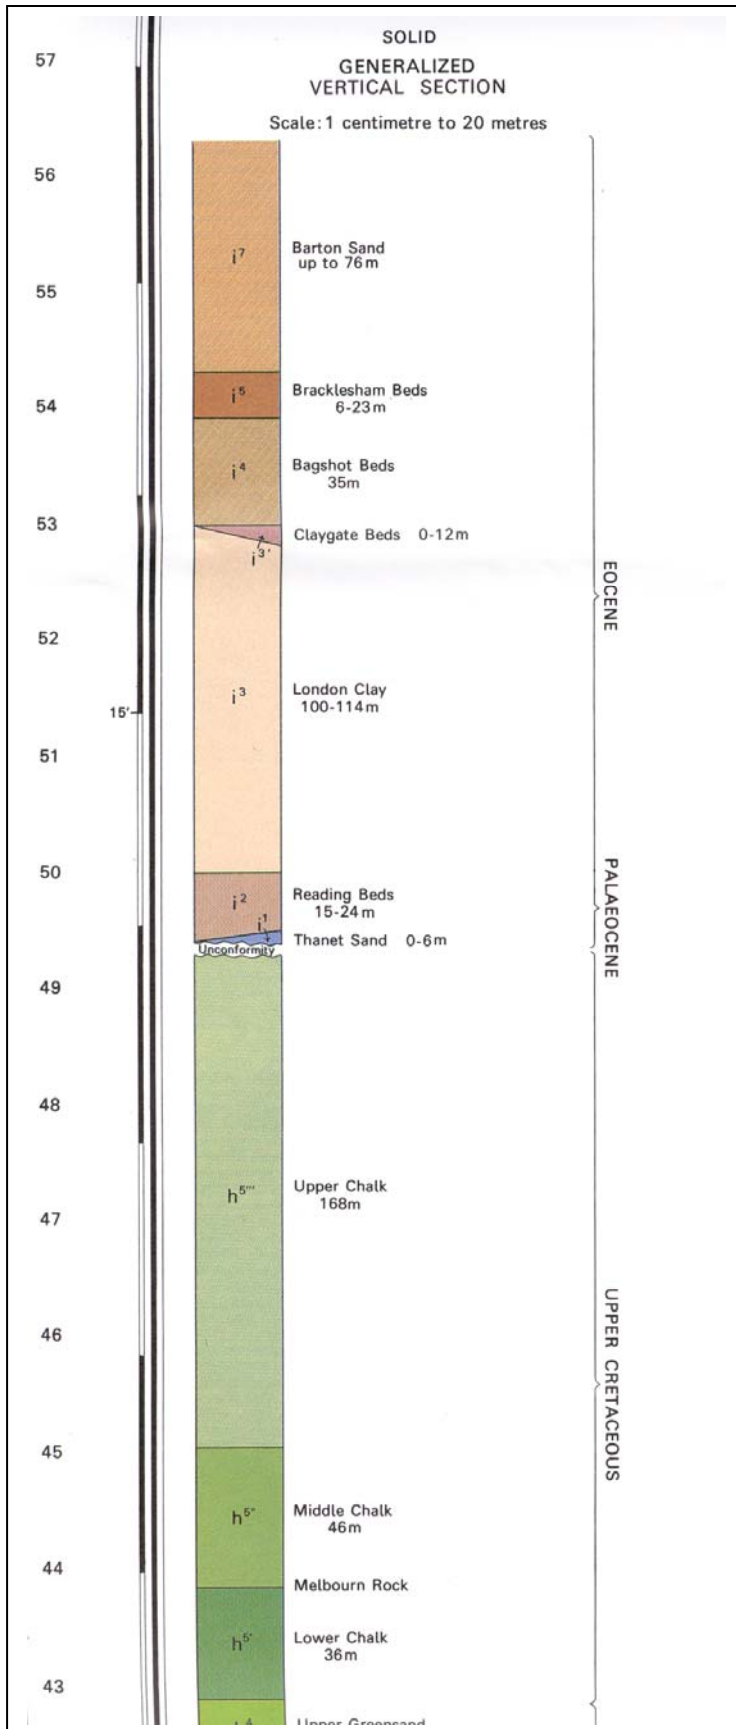 SOLID
GENERALIZED
VERTICAL SECTION
Scale: 1 centimetre to 20 metres
57
56
55
54
53
52
15'
51
50
49
48
47
46
45
44
43
i⁷
Barton Sand
up to 76m
i⁵
Bracklesham Beds
6-23m
i⁴
Bagshot Beds
35m
Claygate Beds 0-12m
i³'
i³
London Clay
100-114m
i²
Reading Beds
15-24m
i¹
Thanet Sand 0-6m
Unconformity
h⁵'''
Upper Chalk
168m
h⁵''
Middle Chalk
46m
Melbourn Rock
h⁵'
Lower Chalk
36m
Upper Greensand
EOCENE
PALAEOCENE
UPPER CRETACEOUS